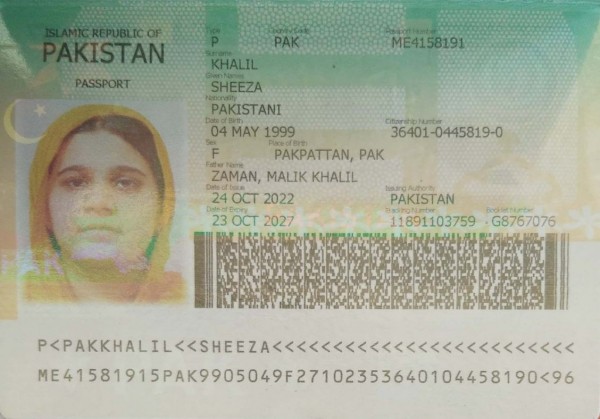 ISLAMIC REPUBLIC OF
PAKISTAN
PASSPORT
Type Country Code Passport Number
P PAK ME4158191
Surname
KHALIL
Given Names
SHEEZA
Nationality
PAKISTANI
Date of Birth Citizenship Number
04 MAY 1999 36401-0445819-0
Sex Place of Birth
F PAKPATTAN, PAK
Father Name
ZAMAN, MALIK KHALIL
Date of Issue Issuing Authority
24 OCT 2022 PAKISTAN
Date of Expiry Tracking Number Booklet Number
23 OCT 2027 11891103759 G8767076
P<PAKKHALIL<<SHEEZA<<<<<<<<<<<<<<<<<<<<<<<<<
ME41581915PAK9905049F27102353640104458190<96